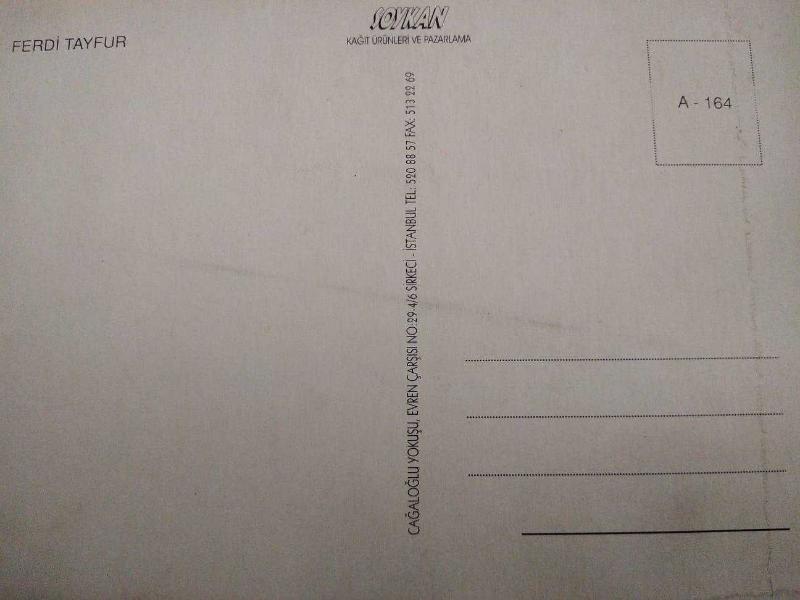 FERDİ TAYFUR
SOYKAN
KAĞIT ÜRÜNLERİ VE PAZARLAMA
A - 164
CAĞALOĞLU YOKUŞU, EVREN ÇARŞISI NO:29-4/6 SİRKECİ - İSTANBUL TEL: 520 88 57 FAX: 513 22 69